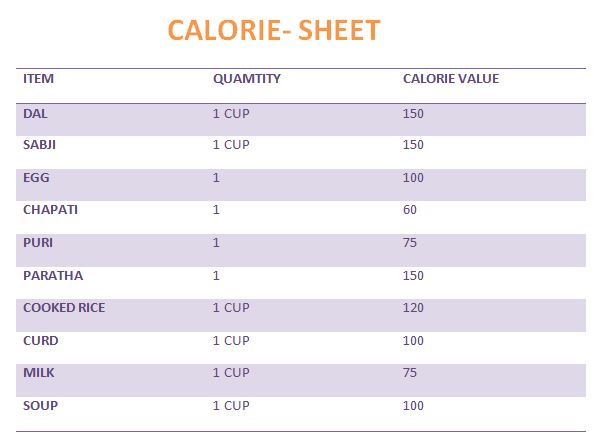 CALORIE- SHEET
ITEM QUAMTITY CALORIE VALUE
DAL 1 CUP 150
SABJI 1 CUP 150
EGG 1 100
CHAPATI 1 60
PURI 1 75
PARATHA 1 150
COOKED RICE 1 CUP 120
CURD 1 CUP 100
MILK 1 CUP 75
SOUP 1 CUP 100